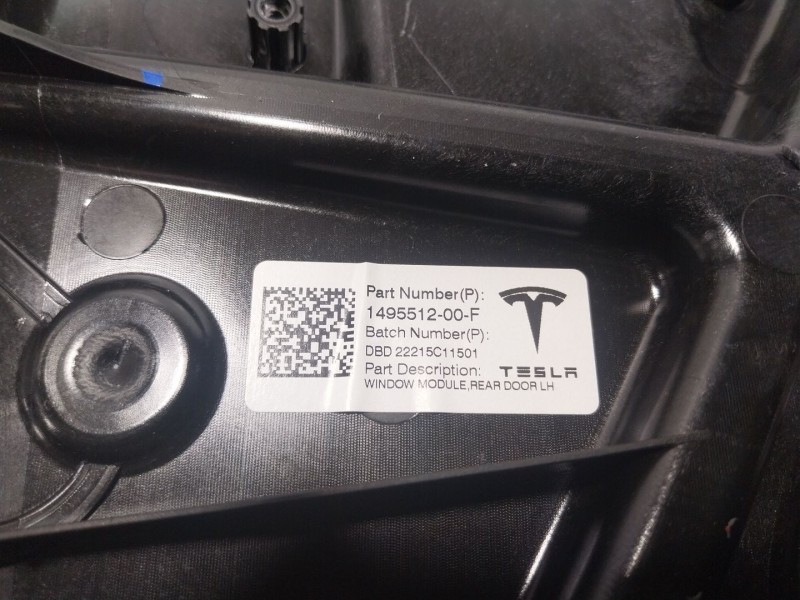 Part Number(P):
1495512-00-F
Batch Number(P):
DBD 22215C11501
Part Description:
WINDOW MODULE,REAR DOOR LH
TESLA